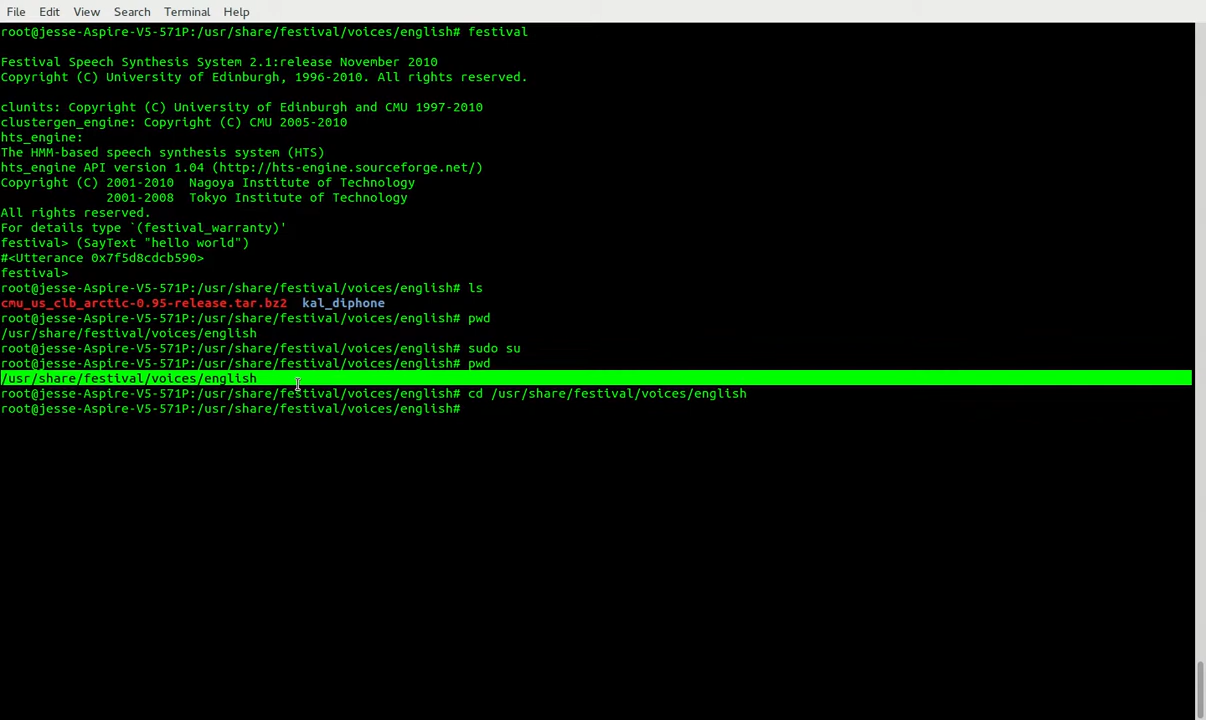 File Edit View Search Terminal Help
root@jesse-Aspire-V5-571P:/usr/share/festival/voices/english# festival
Festival Speech Synthesis System 2.1:release November 2010
Copyright (C) University of Edinburgh, 1996-2010. All rights reserved.
clunits: Copyright (C) University of Edinburgh and CMU 1997-2010
clustergen_engine: Copyright (C) CMU 2005-2010
hts_engine:
The HMM-based speech synthesis system (HTS)
hts_engine API version 1.04 (http://hts-engine.sourceforge.net/)
Copyright (C) 2001-2010  Nagoya Institute of Technology
              2001-2008  Tokyo Institute of Technology
All rights reserved.
For details type `(festival_warranty)'
festival> (SayText "hello world")
#<Utterance 0x7f5d8cdcb590>
festival>
root@jesse-Aspire-V5-571P:/usr/share/festival/voices/english# ls
cmu_us_clb_arctic-0.95-release.tar.bz2  kal_diphone
root@jesse-Aspire-V5-571P:/usr/share/festival/voices/english# pwd
/usr/share/festival/voices/english
root@jesse-Aspire-V5-571P:/usr/share/festival/voices/english# sudo su
root@jesse-Aspire-V5-571P:/usr/share/festival/voices/english# pwd
/usr/share/festival/voices/english
root@jesse-Aspire-V5-571P:/usr/share/festival/voices/english# cd /usr/share/festival/voices/english
root@jesse-Aspire-V5-571P:/usr/share/festival/voices/english#